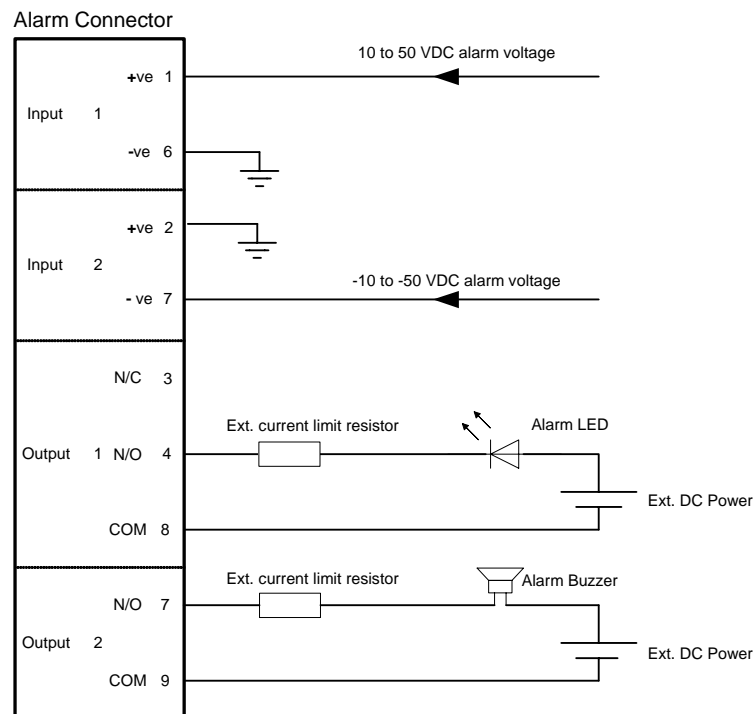 Alarm Connector
+ve 1
10 to 50 VDC alarm voltage
Input 1
-ve 6
+ve 2
Input 2
- ve 7
-10 to -50 VDC alarm voltage
N/C 3
Ext. current limit resistor
Alarm LED
Output 1 N/O 4
Ext. DC Power
COM 8
Ext. current limit resistor
Alarm Buzzer
N/O 7
Output 2
Ext. DC Power
COM 9